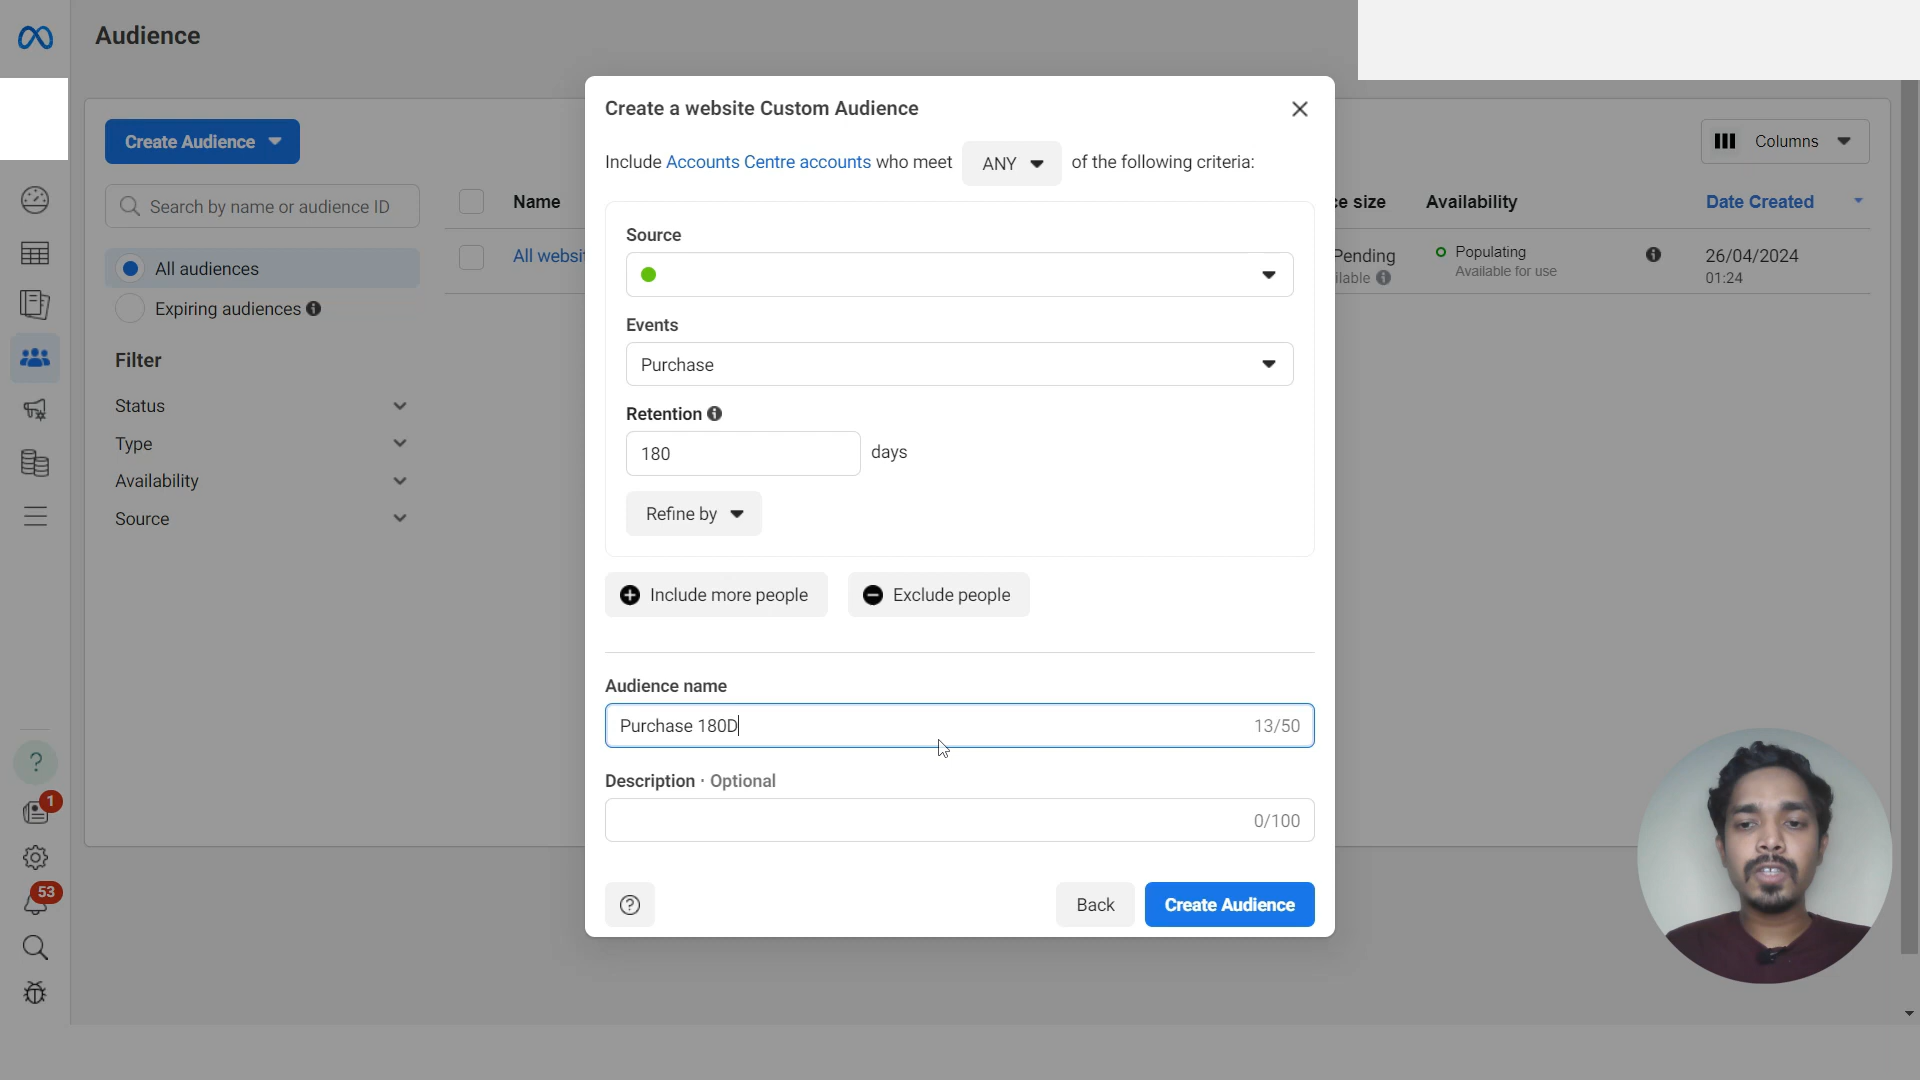 Audience
Create a website Custom Audience
Include Accounts Centre accounts who meet ANY of the following criteria:
Create Audience
Columns
Search by name or audience ID
Name
ce size
Availability
Date Created
All audiences
All websit
Pending
ilable
Populating
Available for use
26/04/2024
01:24
Expiring audiences
Filter
Status
Type
Availability
Source
Source
Events
Purchase
Retention
180 days
Refine by
Include more people
Exclude people
Audience name
Purchase 180D 13/50
Description · Optional
0/100
Back
Create Audience
?
1
53